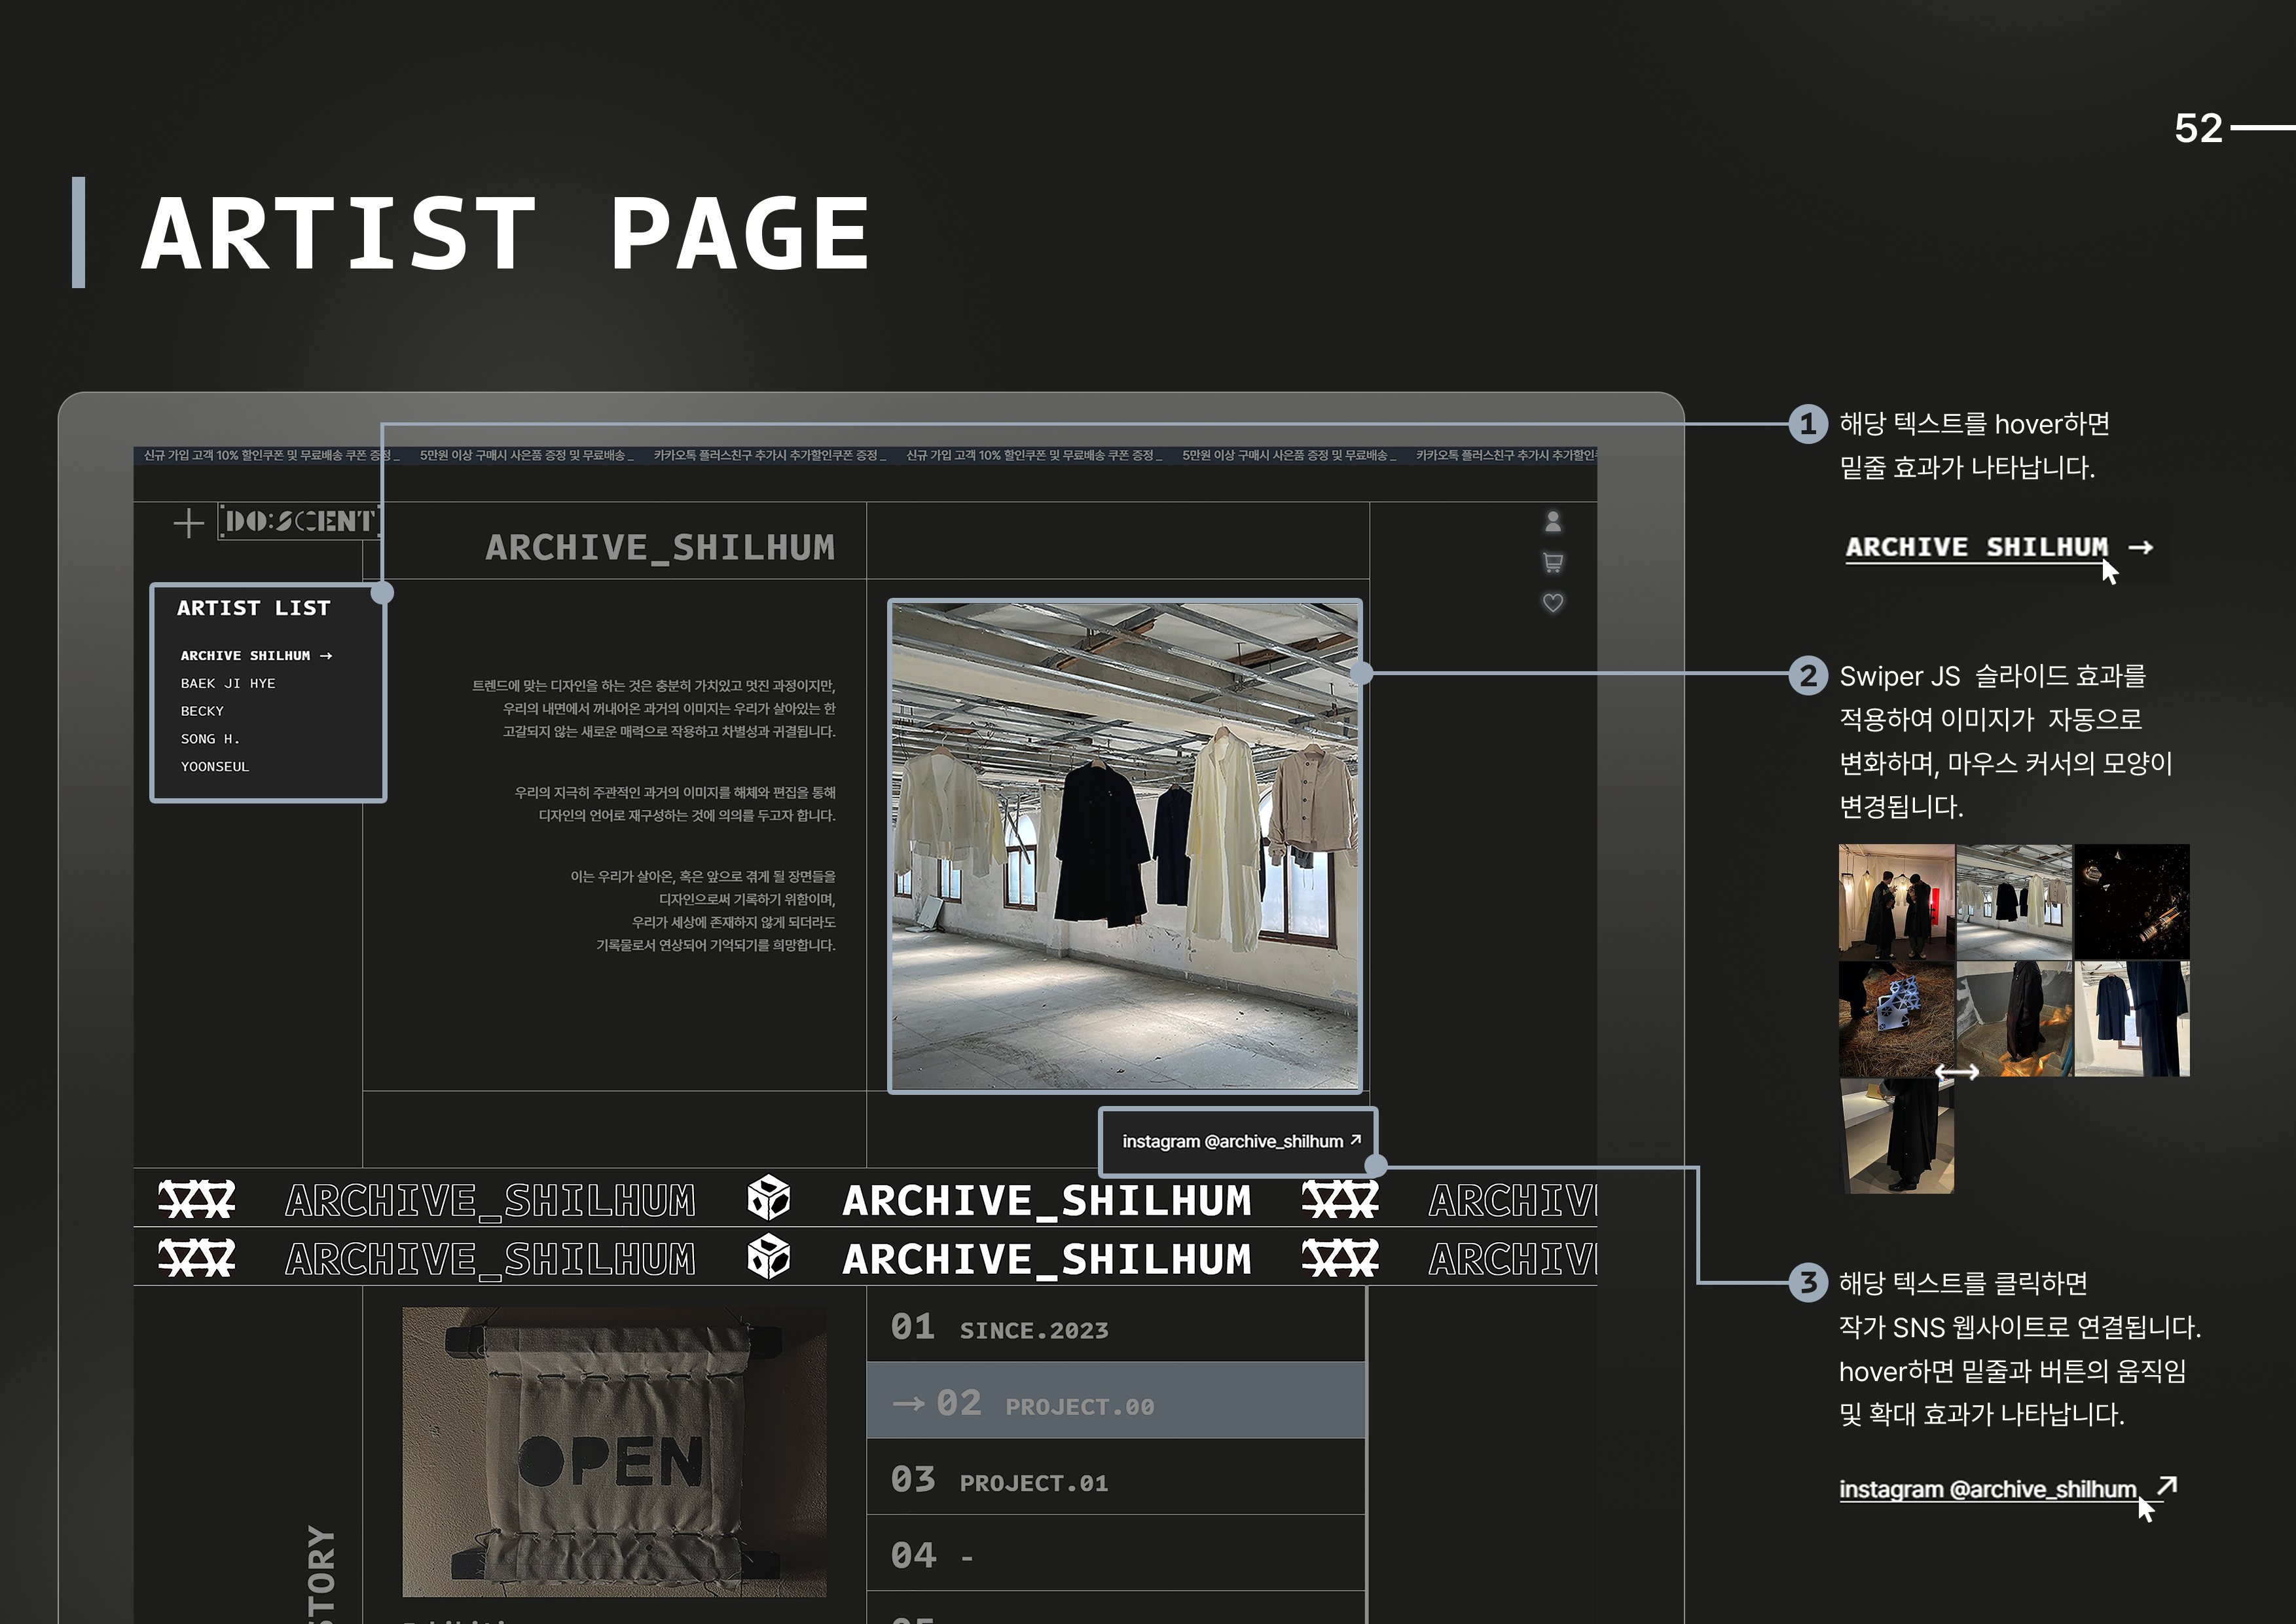 52
ARTIST PAGE
신규 가입 고객 10% 할인쿠폰 및 무료배송 쿠폰 증정 _ 5만원 이상 구매시 사은품 증정 및 무료배송 _ 카카오톡 플러스친구 추가시 추가할인쿠폰 증정 _ 신규 가입 고객 10% 할인쿠폰 및 무료배송 쿠폰 증정 _ 5만원 이상 구매시 사은품 증정 및 무료배송 _ 카카오톡 플러스친구 추가시 추가할인
DO:SCENT
ARCHIVE_SHILHUM
ARTIST LIST
ARCHIVE SHILHUM →
BAEK JI HYE
BECKY
SONG H.
YOONSEUL
트렌드에 맞는 디자인을 하는 것은 충분히 가치있고 멋진 과정이지만,
우리의 내면에서 꺼내어온 과거의 이미지는 우리가 살아있는 한
고갈되지 않는 새로운 매력으로 작용하고 차별성과 귀결됩니다.
우리의 지극히 주관적인 과거의 이미지를 해체와 편집을 통해
디자인의 언어로 재구성하는 것에 의의를 두고자 합니다.
이는 우리가 살아온, 혹은 앞으로 겪게 될 장면들을
디자인으로써 기록하기 위함이며,
우리가 세상에 존재하지 않게 되더라도
기록물로서 연상되어 기억되기를 희망합니다.
instagram @archive_shilhum ↗
ARCHIVE_SHILHUM ARCHIVE_SHILHUM ARCHIV
ARCHIVE_SHILHUM ARCHIVE_SHILHUM ARCHIV
OPEN
01 SINCE.2023
→ 02 PROJECT.00
03 PROJECT.01
04 -
1 해당 텍스트를 hover하면
밑줄 효과가 나타납니다.
ARCHIVE SHILHUM →
2 Swiper JS 슬라이드 효과를
적용하여 이미지가 자동으로
변화하며, 마우스 커서의 모양이
변경됩니다.
3 해당 텍스트를 클릭하면
작가 SNS 웹사이트로 연결됩니다.
hover하면 밑줄과 버튼의 움직임
및 확대 효과가 나타납니다.
instagram @archive_shilhum ↗